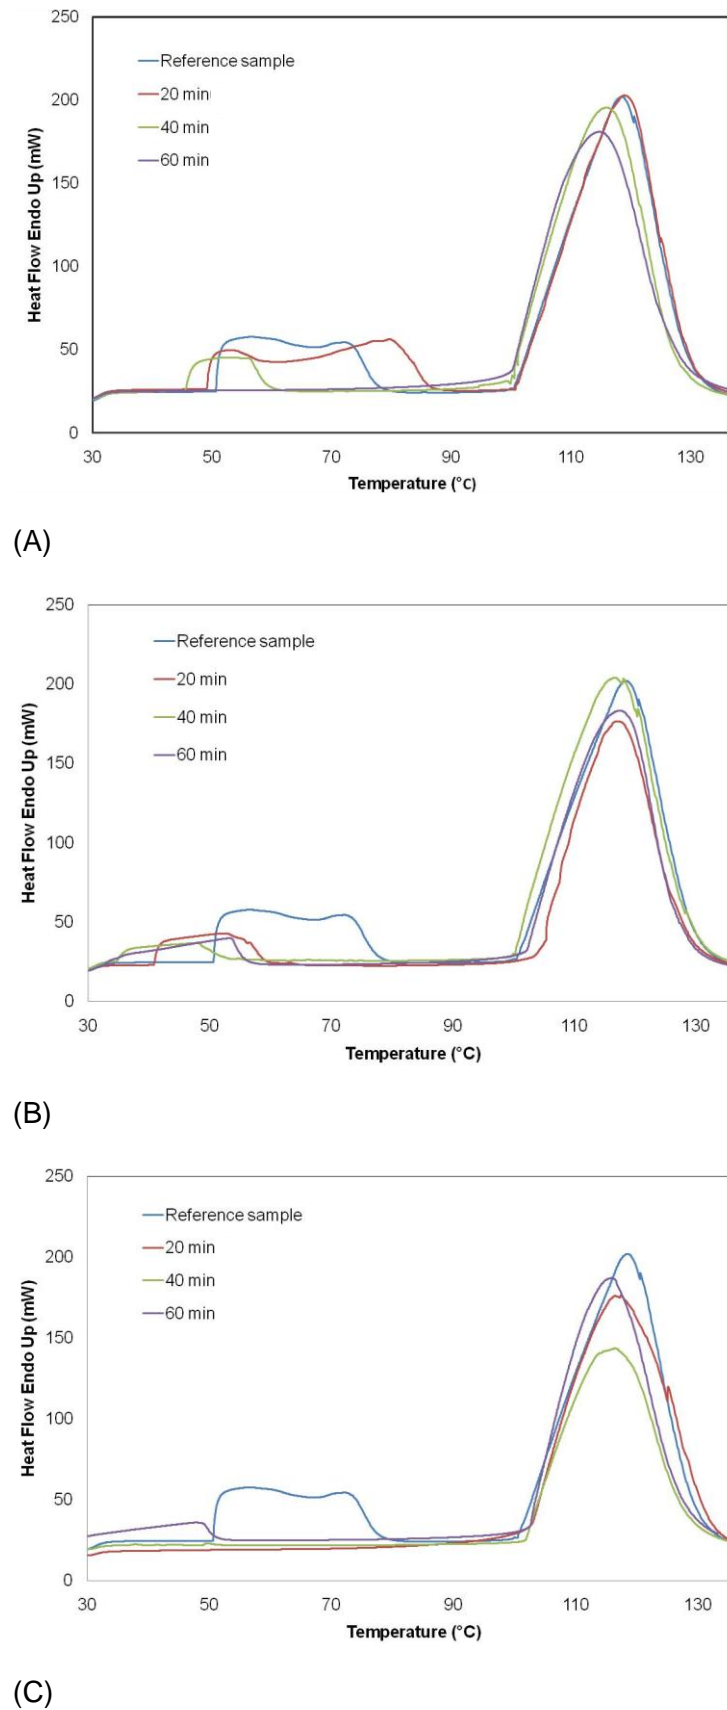 250
200
150
100
50
0
Heat Flow Endo Up (mW)
Reference sample
20 min
40 min
60 min
30 50 70 90 110 130
Temperature (°C)
(A)
250
200
150
100
50
0
Heat Flow Endo Up (mW)
Reference sample
20 min
40 min
60 min
30 50 70 90 110 130
Temperature (°C)
(B)
250
200
150
100
50
0
Heat Flow Endo Up (mW)
Reference sample
20 min
40 min
60 min
30 50 70 90 110 130
Temperature (°C)
(C)